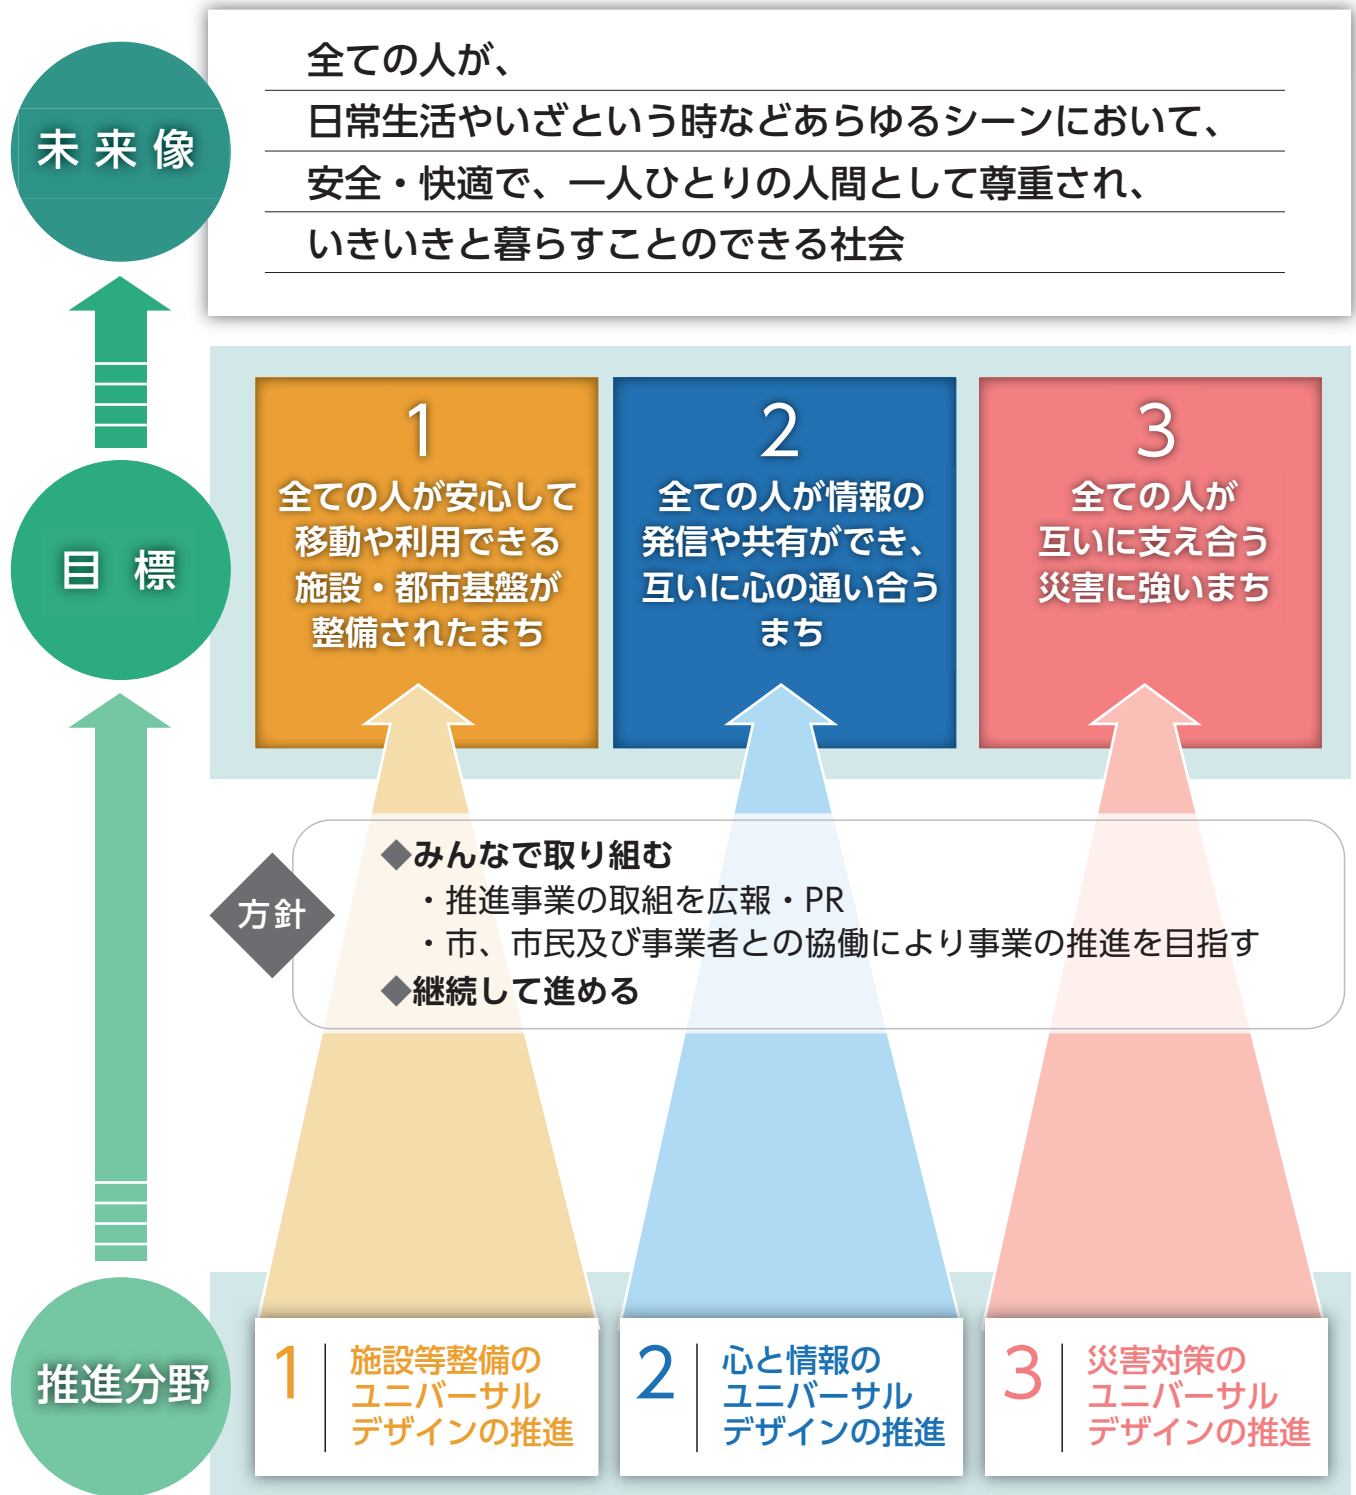 未来像
全ての人が、
日常生活やいざという時などあらゆるシーンにおいて、
安全・快適で、一人ひとりの人間として尊重され、
いきいきと暮らすことのできる社会
目標
1
全ての人が安心して
移動や利用できる
施設・都市基盤が
整備されたまち
2
全ての人が情報の
発信や共有ができ、
互いに心の通い合う
まち
3
全ての人が
互いに支え合う
災害に強いまち
方針
◆みんなで取り組む
・推進事業の取組を広報・PR
・市、市民及び事業者との協働により事業の推進を目指す
◆継続して進める
推進分野
1
施設等整備の
ユニバーサル
デザインの推進
2
心と情報の
ユニバーサル
デザインの推進
3
災害対策の
ユニバーサル
デザインの推進